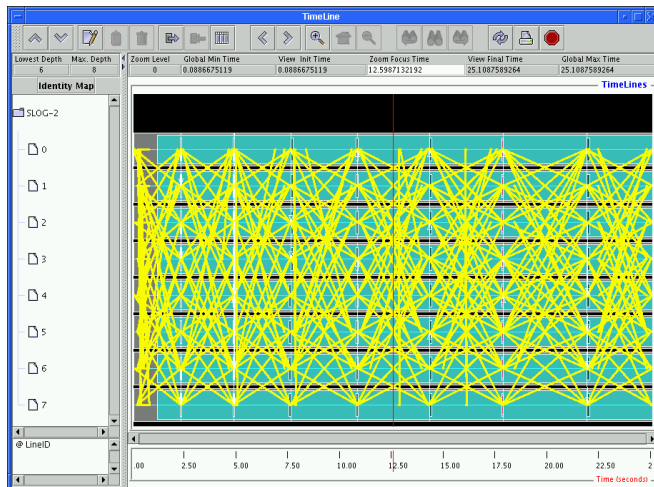 TimeLine
Lowest Depth Max. Depth Zoom Level Global Min Time View Init Time Zoom Focus Time View Final Time Global Max Time
6 8 0 0.0886675119 0.0886675119 12.5987132192 25.1087589264 25.1087589264
Identity Map
TimeLines
SLOG-2
0
1
2
3
4
5
6
7
@ LineID
.00 2.50 5.00 7.50 10.00 12.50 15.00 17.50 20.00 22.50 2
Time (seconds)